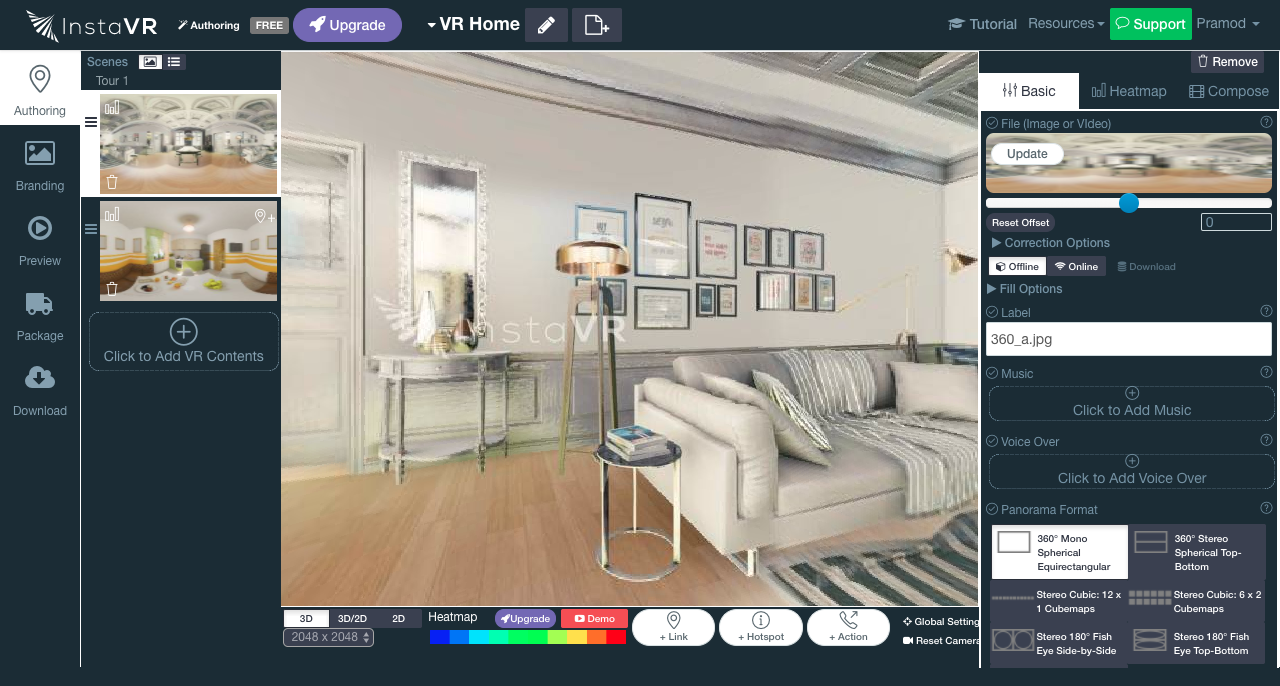 InstaVR
Authoring
FREE
Upgrade
VR Home
Tutorial
Resources
Support
Pramod
Authoring
Branding
Preview
Package
Download
Scenes
Tour 1
Click to Add VR Contents
InstaVR
3D
3D/2D
2D
2048 x 2048
Heatmap
Upgrade
Demo
+ Link
+ Hotspot
+ Action
Global Setting
Reset Camera
Remove
Basic
Heatmap
Compose
File (Image or VIdeo)
Update
Reset Offset
0
Correction Options
Offline
Online
Download
Fill Options
Label
360_a.jpg
Music
Click to Add Music
Voice Over
Click to Add Voice Over
Panorama Format
360° Mono
Spherical
Equirectangular
360° Stereo
Spherical Top-
Bottom
Stereo Cubic: 12 x
1 Cubemaps
Stereo Cubic: 6 x 2
Cubemaps
Stereo 180° Fish
Eye Side-by-Side
Stereo 180° Fish
Eye Top-Bottom